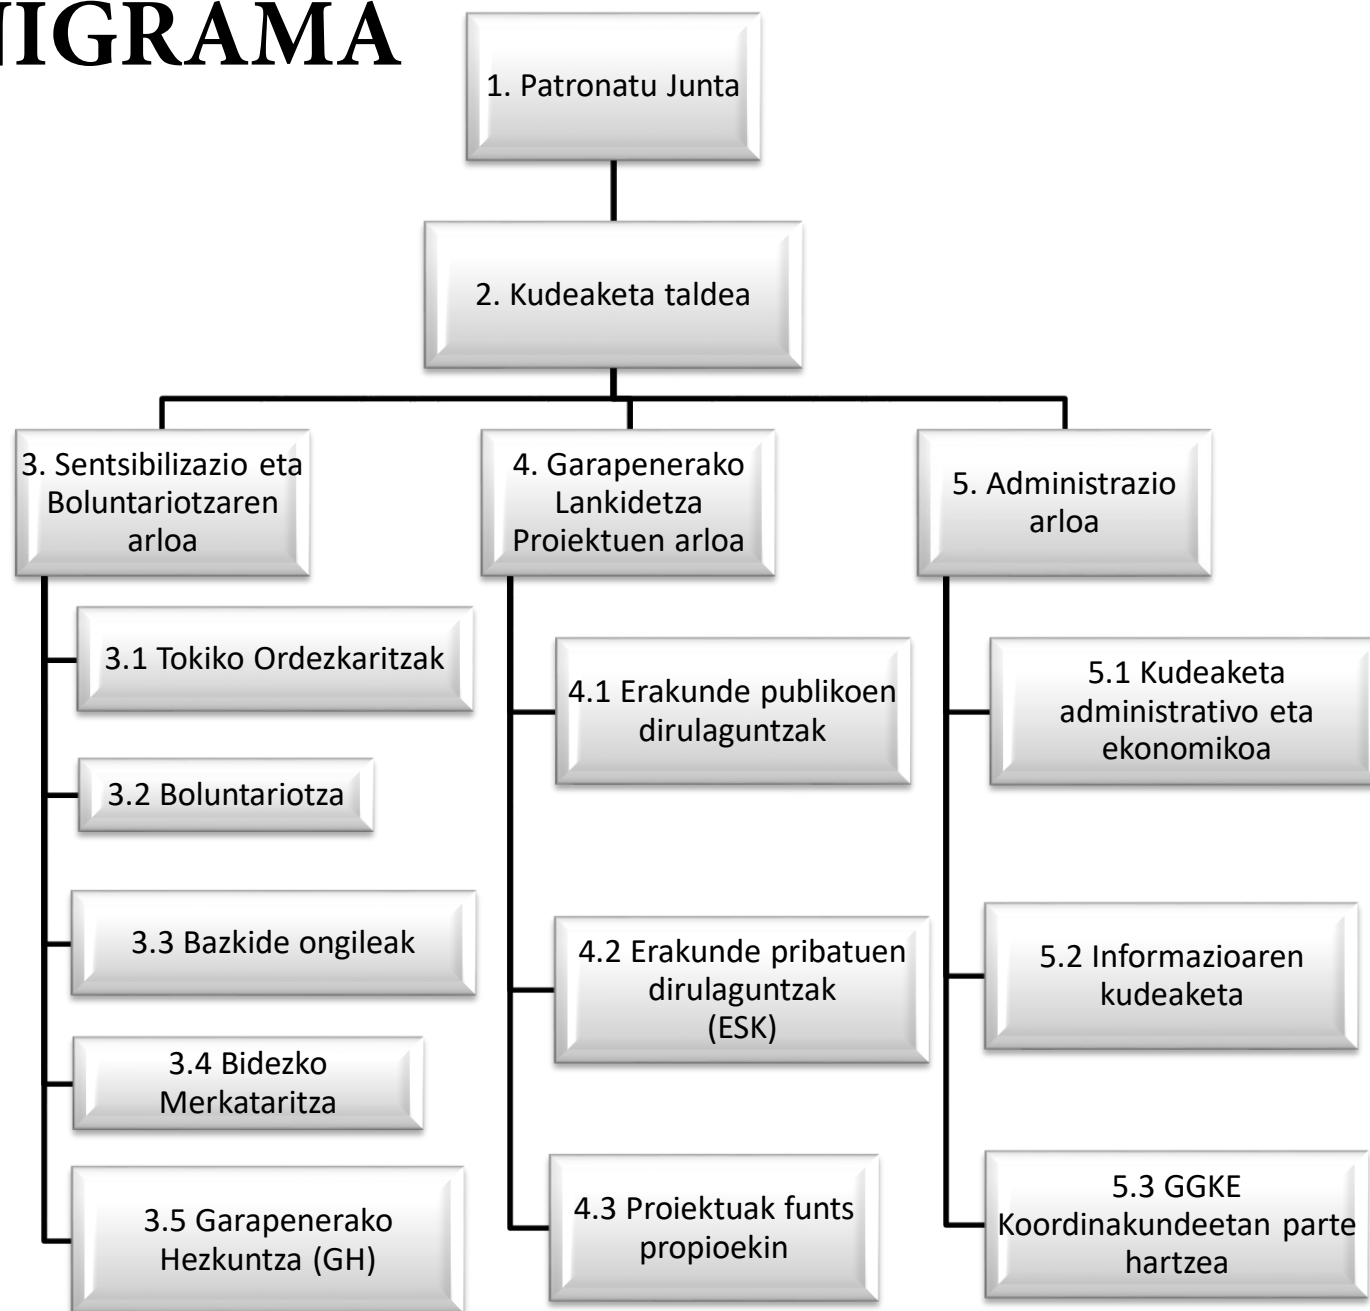 NIGRAMA
1. Patronatu Junta
2. Kudeaketa taldea
3. Sentsibilizazio eta
Boluntariotzaren
arloa
3.1 Tokiko Ordezkaritzak
3.2 Boluntariotza
3.3 Bazkide ongileak
3.4 Bidezko
Merkataritza
3.5 Garapenerako
Hezkuntza (GH)
4. Garapenerako
Lankidetza
Proiektuen arloa
4.1 Erakunde publikoen
dirulaguntzak
4.2 Erakunde pribatuen
dirulaguntzak
(ESK)
4.3 Proiektuak funts
propioekin
5. Administrazio
arloa
5.1 Kudeaketa
administrativo eta
ekonomikoa
5.2 Informazioaren
kudeaketa
5.3 GGKE
Koordinakundeetan parte
hartzea